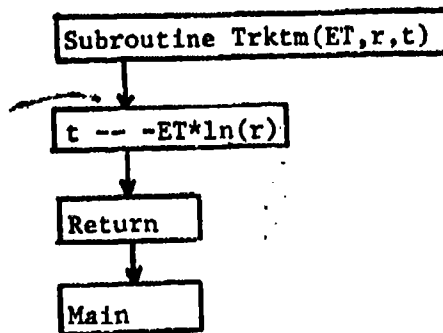 Subroutine Trktm(ET,r,t)
t -- -ET*ln(r)
Return
Main